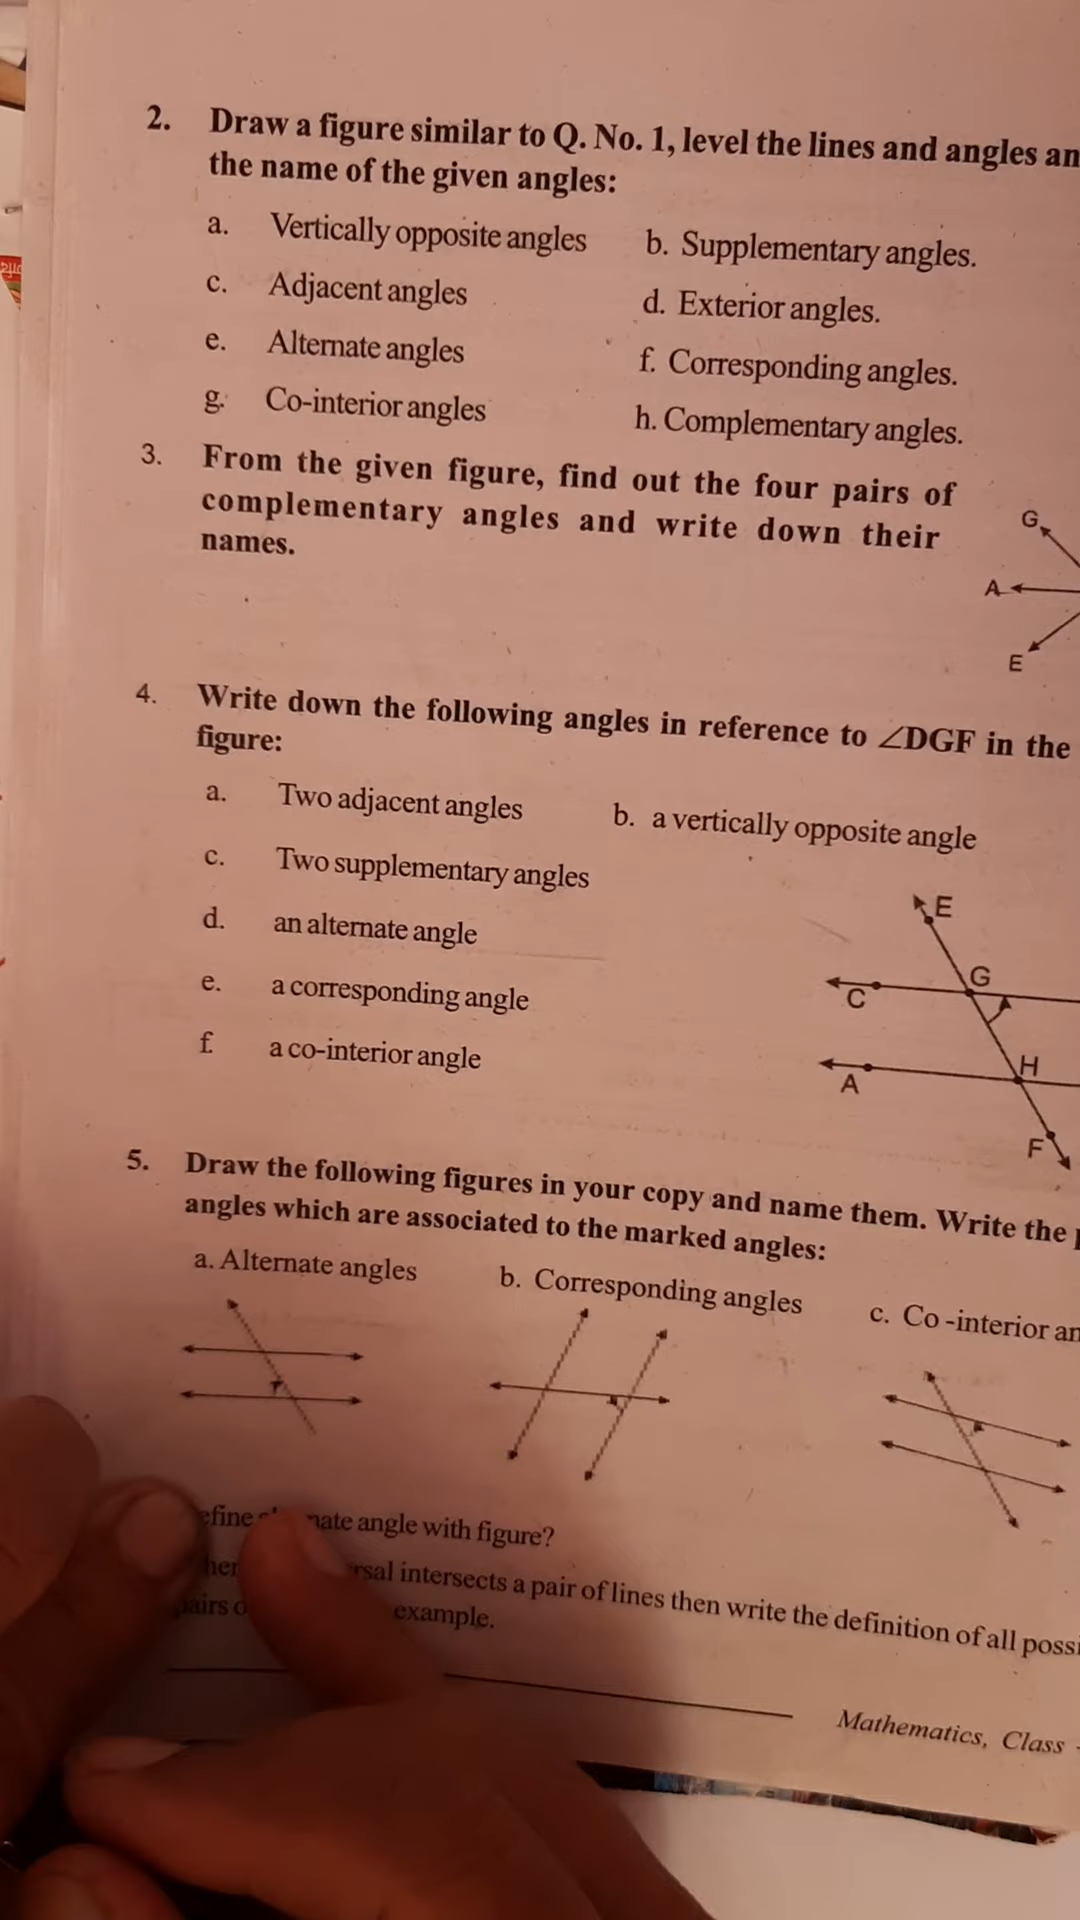 2. Draw a figure similar to Q. No. 1, level the lines and angles an
the name of the given angles:
a. Vertically opposite angles b. Supplementary angles.
c. Adjacent angles d. Exterior angles.
e. Alternate angles f. Corresponding angles.
g. Co-interior angles h. Complementary angles.
3. From the given figure, find out the four pairs of
complementary angles and write down their
names.
G
A
E
4. Write down the following angles in reference to ∠DGF in the
figure:
a. Two adjacent angles b. a vertically opposite angle
c. Two supplementary angles
d. an alternate angle
e. a corresponding angle
f. a co-interior angle
E
G
C
H
A
F
5. Draw the following figures in your copy and name them. Write the
angles which are associated to the marked angles:
a. Alternate angles b. Corresponding angles c. Co-interior an
efine nate angle with figure?
her rsal intersects a pair of lines then write the definition of all possi
pairs o example.
Mathematics, Class -